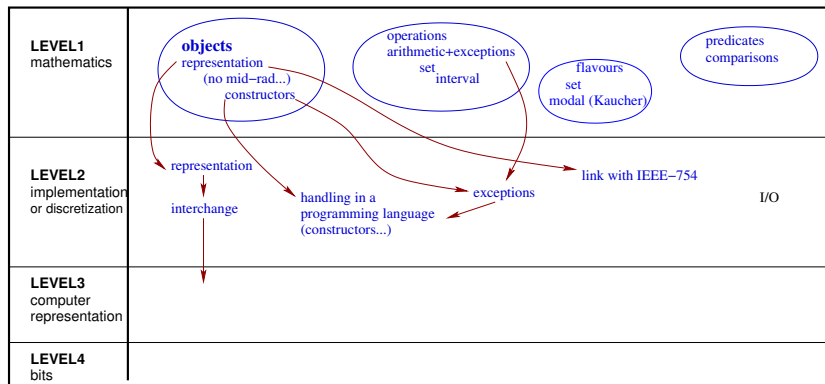 LEVEL1
mathematics
objects
representation
(no mid−rad...)
constructors
operations
arithmetic+exceptions
set
interval
flavours
set
modal (Kaucher)
predicates
comparisons
LEVEL2
implementation
or discretization
representation
interchange
handling in a
programming language
(constructors...)
exceptions
link with IEEE−754
I/O
LEVEL3
computer
representation
LEVEL4
bits